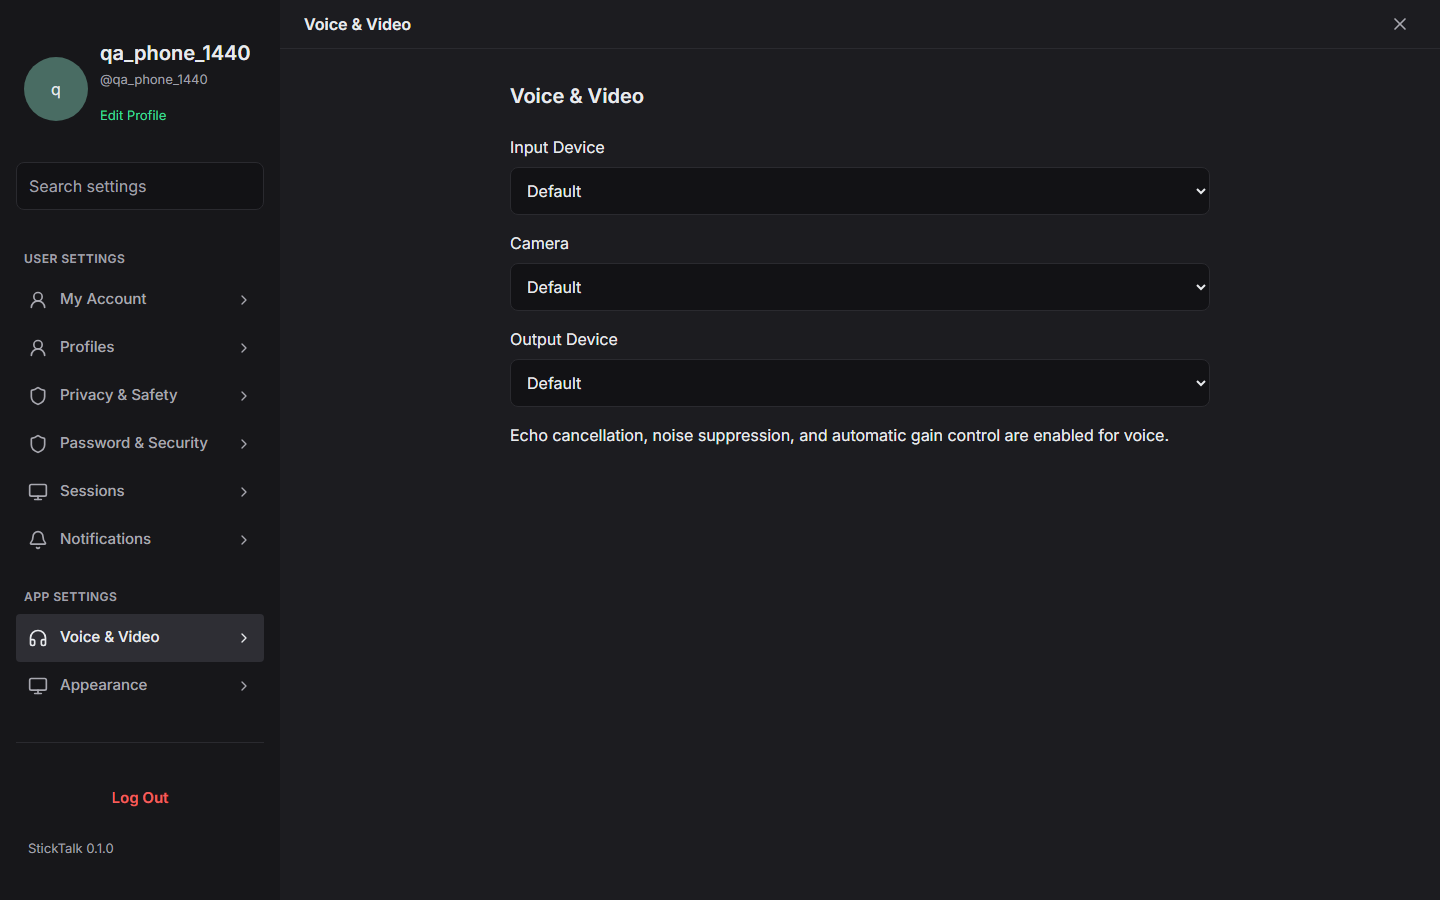 qa_phone_1440
@qa_phone_1440
q
Edit Profile
Search settings
USER SETTINGS
My Account
Profiles
Privacy & Safety
Password & Security
Sessions
Notifications
APP SETTINGS
Voice & Video
Appearance
Log Out
StickTalk 0.1.0
Voice & Video
Voice & Video
Input Device
Default
Camera
Default
Output Device
Default
Echo cancellation, noise suppression, and automatic gain control are enabled for voice.